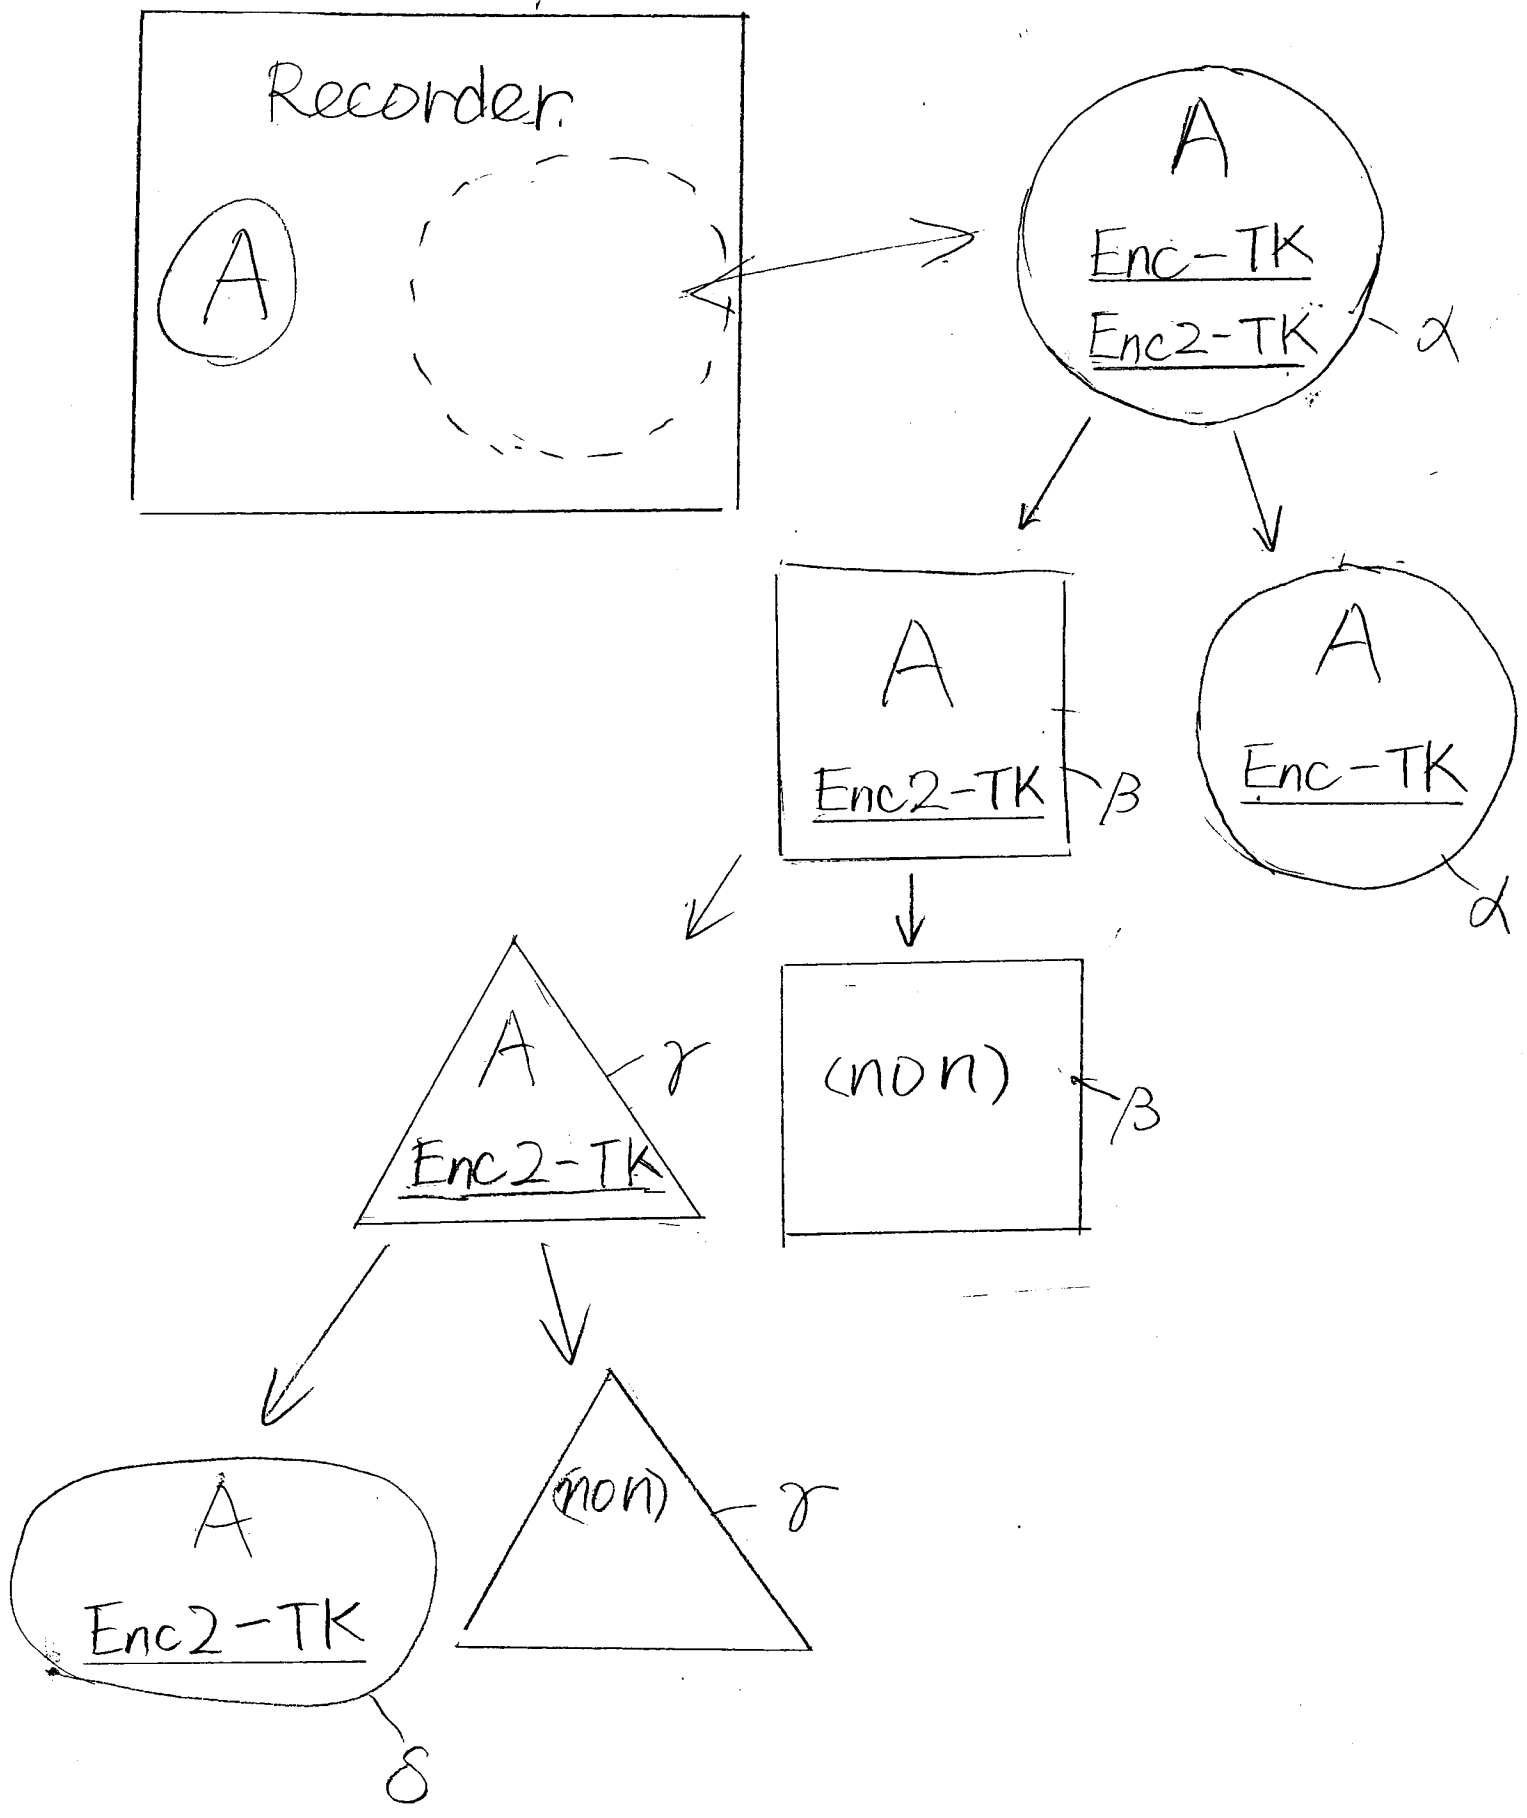 Recorder.
A
A
Enc-TK
Enc2-TK
α
A
Enc2-TK
β
A
Enc-TK
α
A
Enc2-TK
γ
(non)
β
A
Enc2-TK
δ
(non)
γ